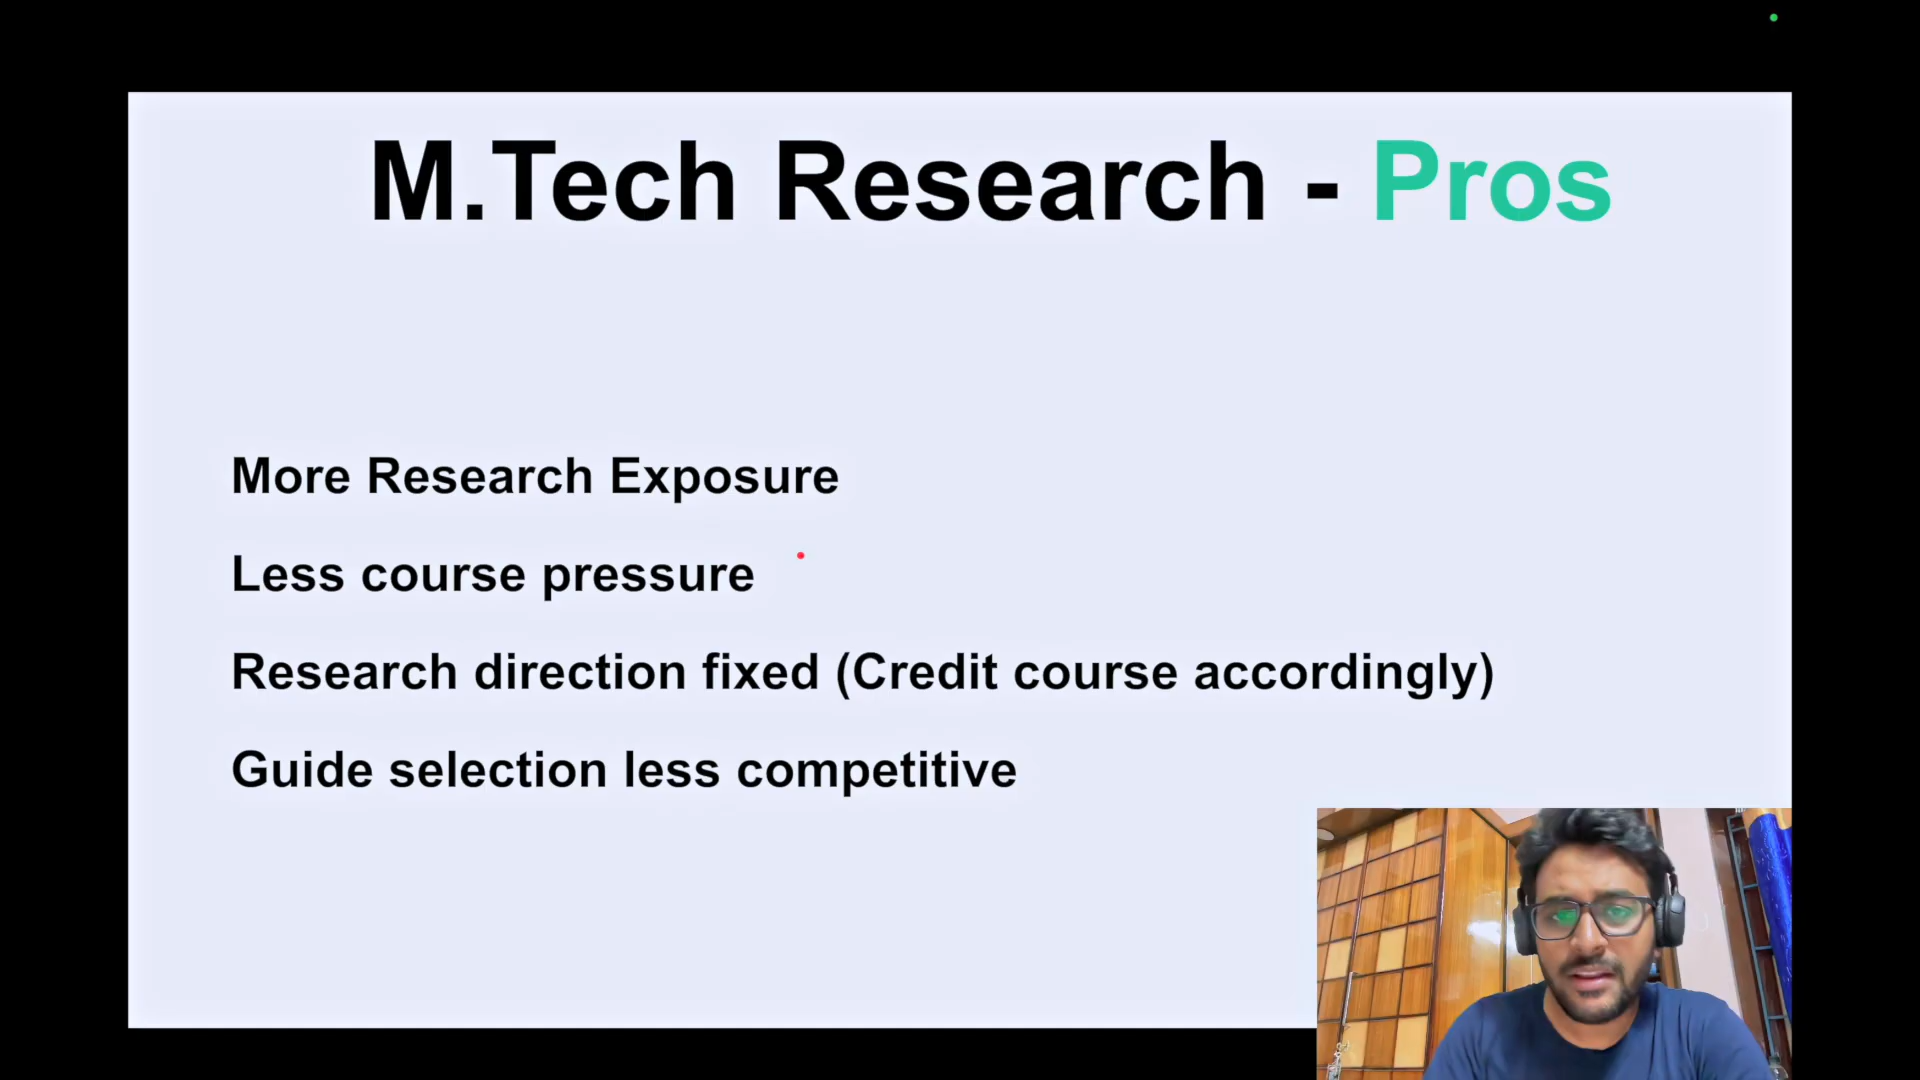 M.Tech Research - Pros
More Research Exposure
Less course pressure
Research direction fixed (Credit course accordingly)
Guide selection less competitive